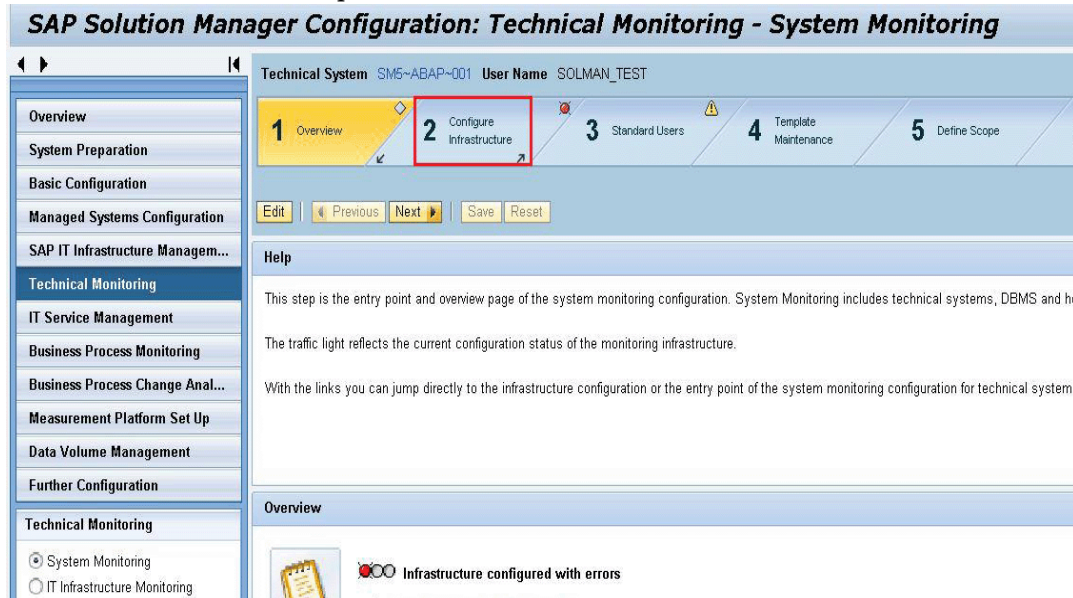 SAP Solution Manager Configuration: Technical Monitoring - System Monitoring
Technical System SM5~ABAP~001 User Name SOLMAN_TEST
1 Overview
2 Configure Infrastructure
3 Standard Users
4 Template Maintenance
5 Define Scope
Edit Previous Next Save Reset
Overview
System Preparation
Basic Configuration
Managed Systems Configuration
SAP IT Infrastructure Managem...
Technical Monitoring
IT Service Management
Business Process Monitoring
Business Process Change Anal...
Measurement Platform Set Up
Data Volume Management
Further Configuration
Technical Monitoring
System Monitoring
IT Infrastructure Monitoring
Help
This step is the entry point and overview page of the system monitoring configuration. System Monitoring includes technical systems, DBMS and h
The traffic light reflects the current configuration status of the monitoring infrastructure.
With the links you can jump directly to the infrastructure configuration or the entry point of the system monitoring configuration for technical system
Overview
Infrastructure configured with errors